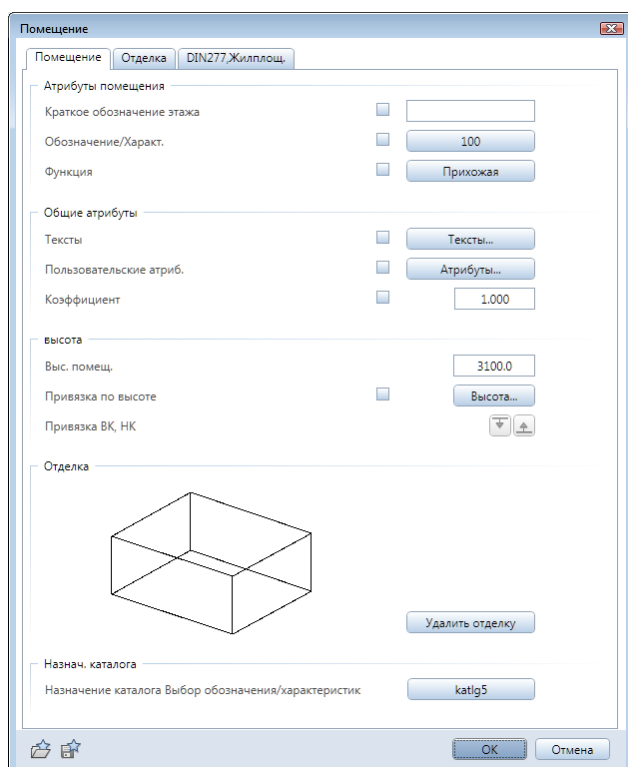 Помещение
Помещение Отделка DIN277,Жилплощ.
Атрибуты помещения
Краткое обозначение этажа
Обозначение/Характ. 100
Функция Прихожая
Общие атрибуты
Тексты Тексты...
Пользовательские атриб. Атрибуты...
Коэффициент 1.000
высота
Выс. помещ. 3100.0
Привязка по высоте Высота...
Привязка ВК, НК
Отделка
Удалить отделку
Назнач. каталога
Назначение каталога Выбор обозначения/характеристик katlg5
OK Отмена